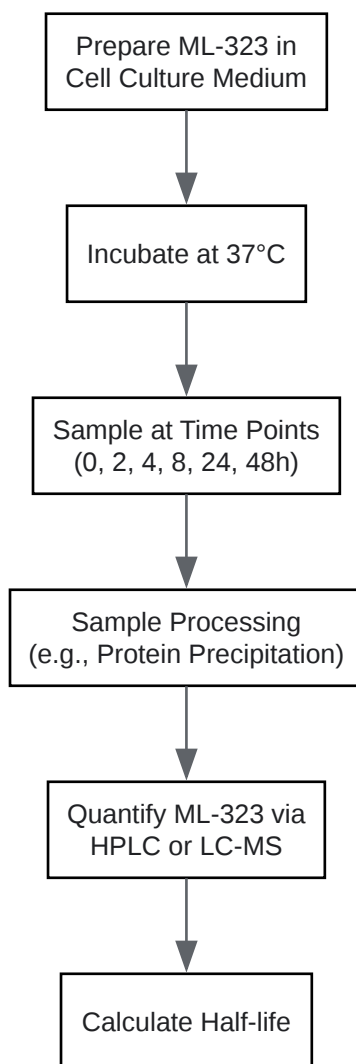 Prepare ML-323 in
Cell Culture Medium
Incubate at 37°C
Sample at Time Points
(0, 2, 4, 8, 24, 48h)
Sample Processing
(e.g., Protein Precipitation)
Quantify ML-323 via
HPLC or LC-MS
Calculate Half-life